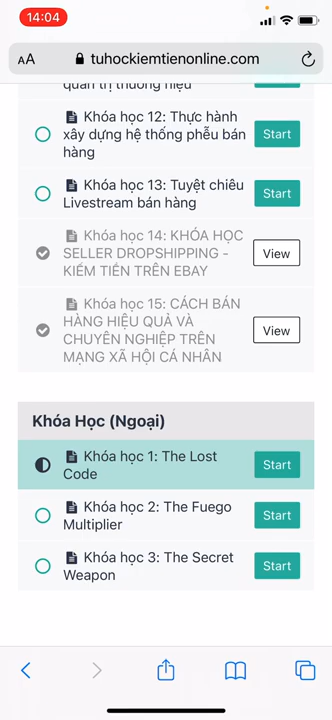 14:04
AA tuhockiemtienonline.com
quản trị thương hiệu
Khóa học 12: Thực hành
xây dựng hệ thống phễu bán
hàng
Start
Khóa học 13: Tuyệt chiêu
Livestream bán hàng
Start
Khóa học 14: KHÓA HỌC
SELLER DROPSHIPPING -
KIẾM TIỀN TRÊN EBAY
View
Khóa học 15: CÁCH BÁN
HÀNG HIỆU QUẢ VÀ
CHUYÊN NGHIỆP TRÊN
MẠNG XÃ HỘI CÁ NHÂN
View
Khóa Học (Ngoại)
Khóa học 1: The Lost
Code
Start
Khóa học 2: The Fuego
Multiplier
Start
Khóa học 3: The Secret
Weapon
Start